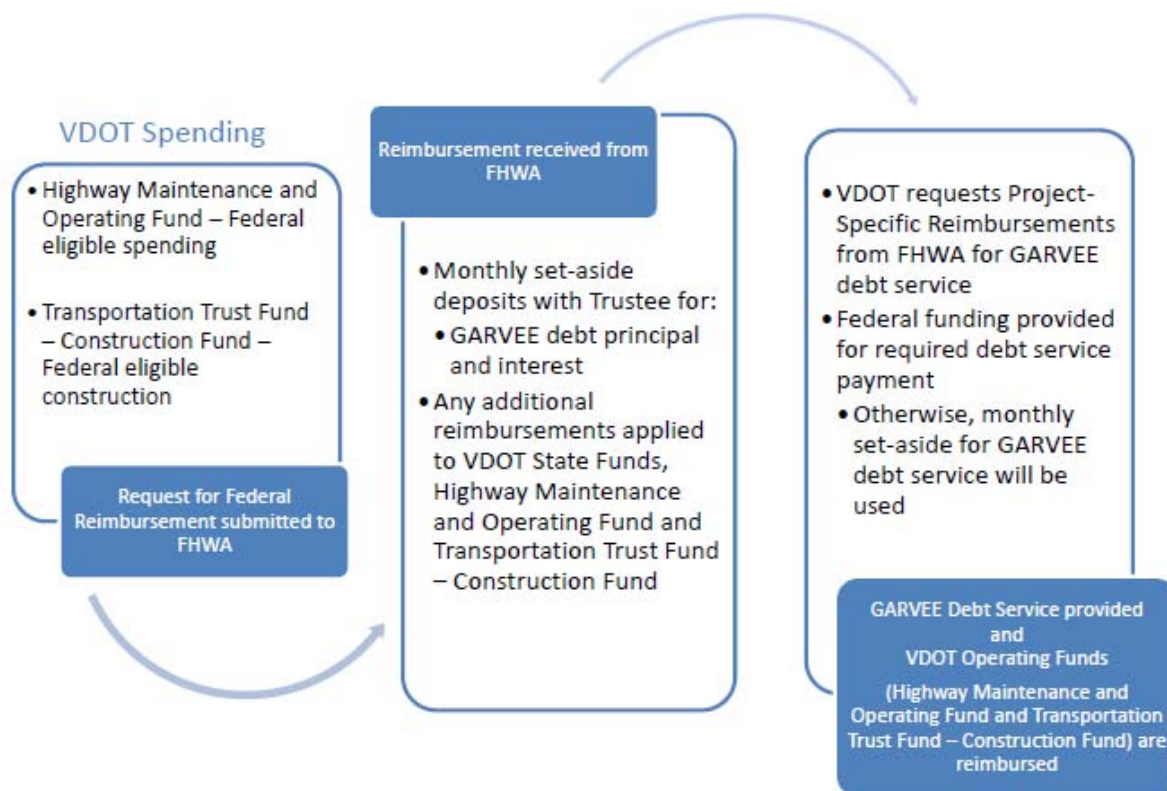 VDOT Spending
• Highway Maintenance and
Operating Fund – Federal
eligible spending
• Transportation Trust Fund
– Construction Fund –
Federal eligible
construction
Request for Federal
Reimbursement submitted to
FHWA
Reimbursement received from
FHWA
• Monthly set-aside
deposits with Trustee for:
• GARVEE debt principal
and interest
• Any additional
reimbursements applied
to VDOT State Funds,
Highway Maintenance
and Operating Fund and
Transportation Trust Fund
– Construction Fund
• VDOT requests Project-
Specific Reimbursements
from FHWA for GARVEE
debt service
• Federal funding provided
for required debt service
payment
• Otherwise, monthly
set-aside for GARVEE
debt service will be
used
GARVEE Debt Service provided
and
VDOT Operating Funds
(Highway Maintenance and
Operating Fund and Transportation
Trust Fund – Construction Fund) are
reimbursed